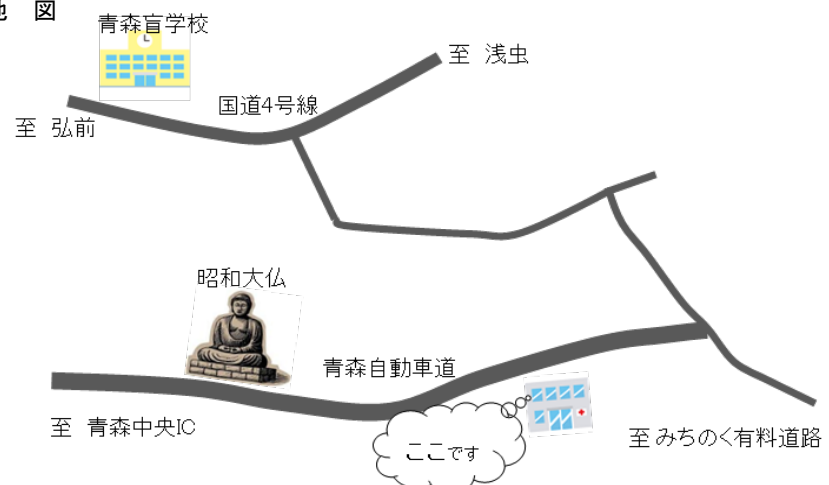 地　図
青森盲学校
至　浅虫
国道4号線
至　弘前
昭和大仏
青森自動車道
至　青森中央IC
ここです
至 みちのく有料道路